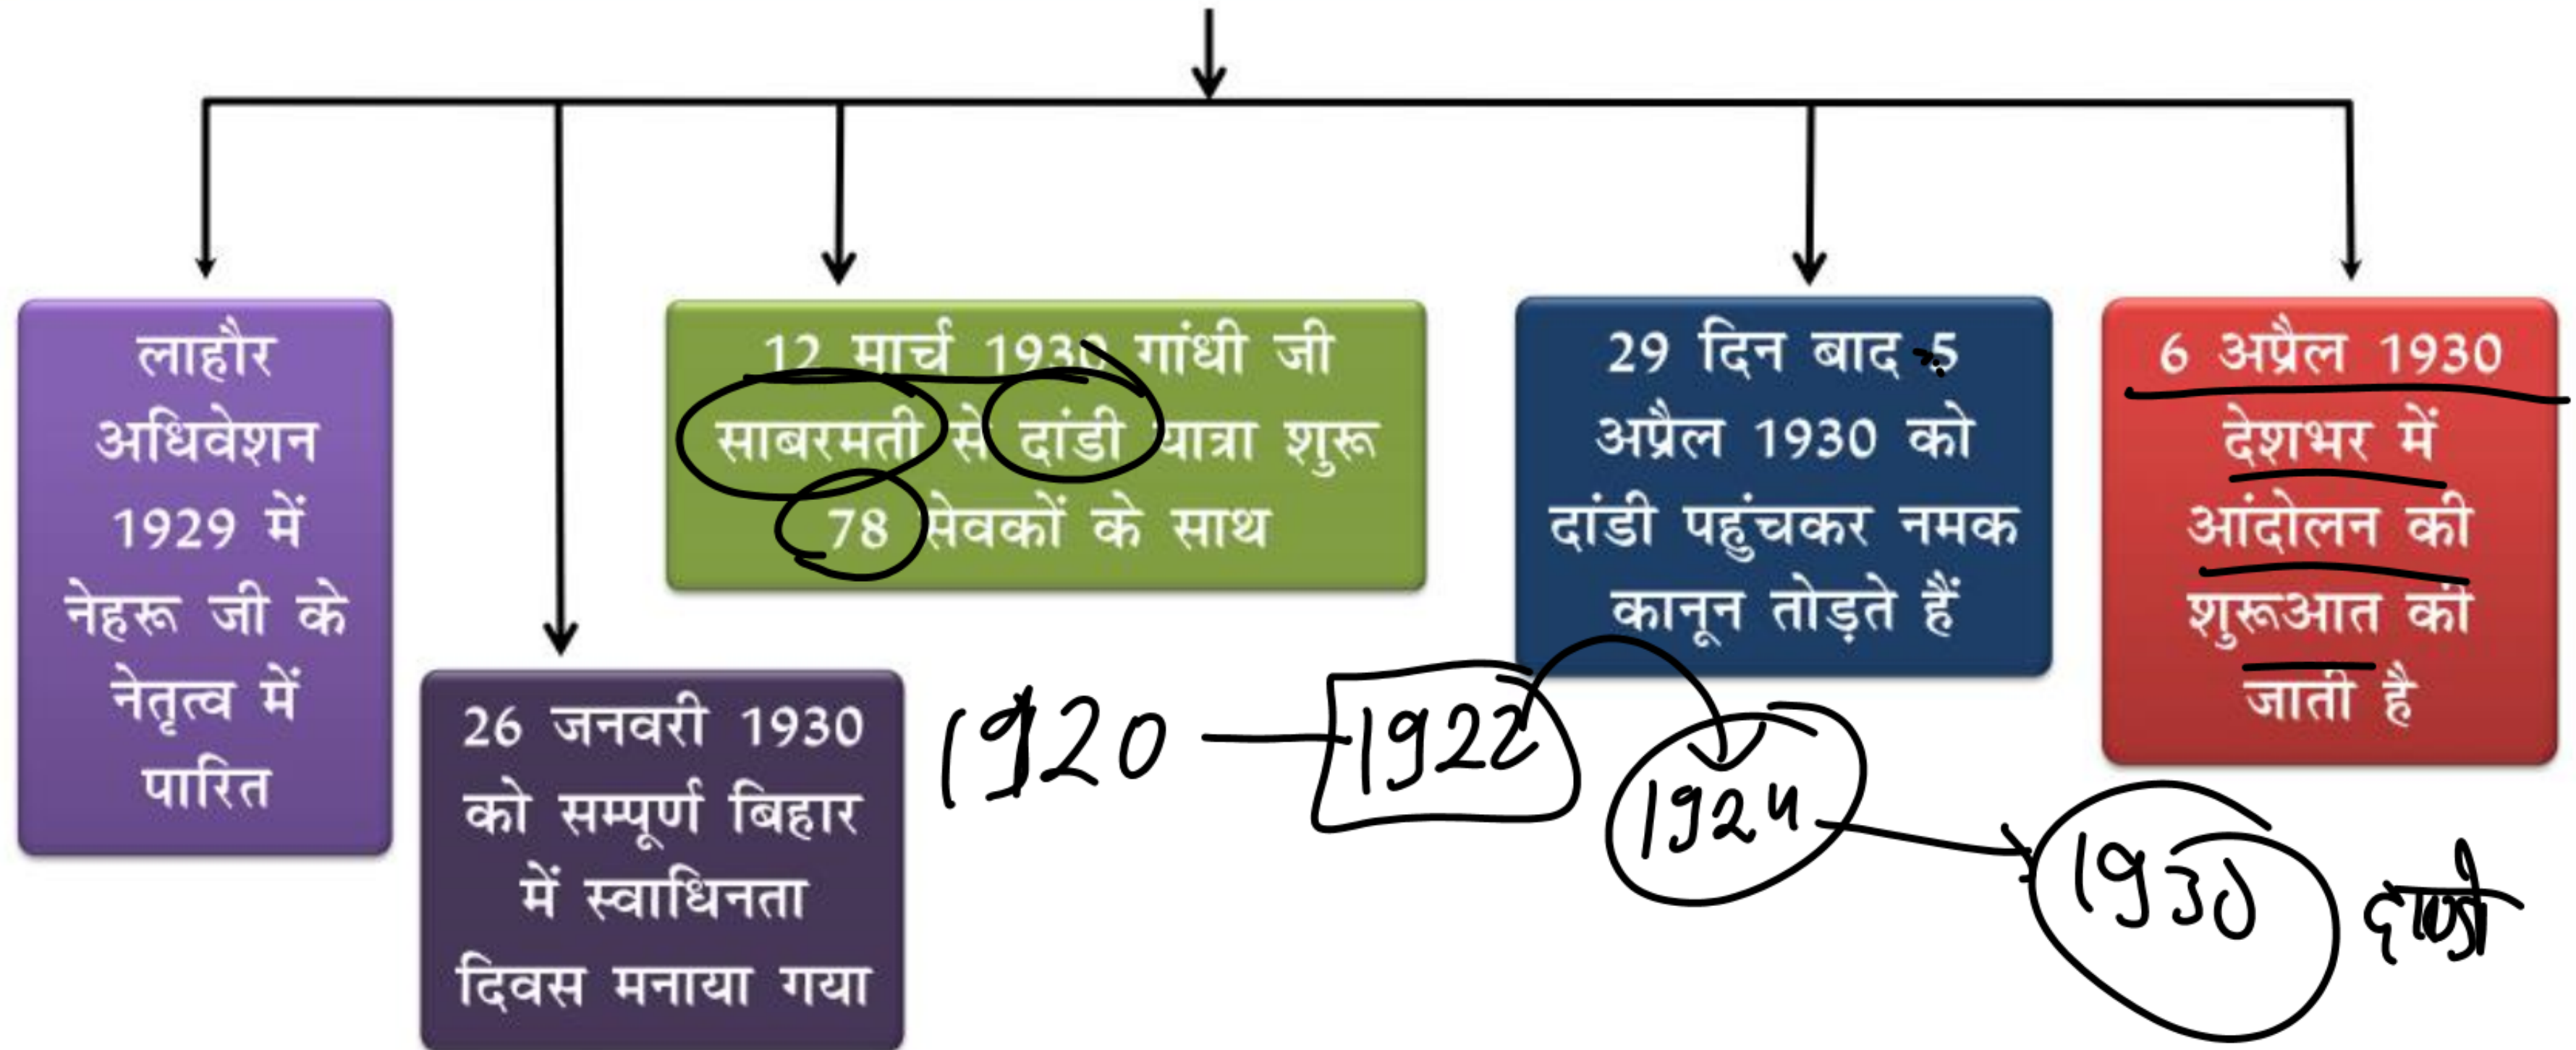 लाहौर
अधिवेशन
1929 में
नेहरू जी के
नेतृत्व में
पारित
26 जनवरी 1930
को सम्पूर्ण बिहार
में स्वाधिनता
दिवस मनाया गया
12 मार्च 1930 गांधी जी
साबरमती से दांडी यात्रा शुरू
78 सेवकों के साथ
29 दिन बाद 5
अप्रैल 1930 को
दांडी पहुंचकर नमक
कानून तोड़ते हैं
6 अप्रैल 1930
देशभर में
आंदोलन की
शुरूआत की
जाती है
1920 — 1922
1924
1930 दाण्डी